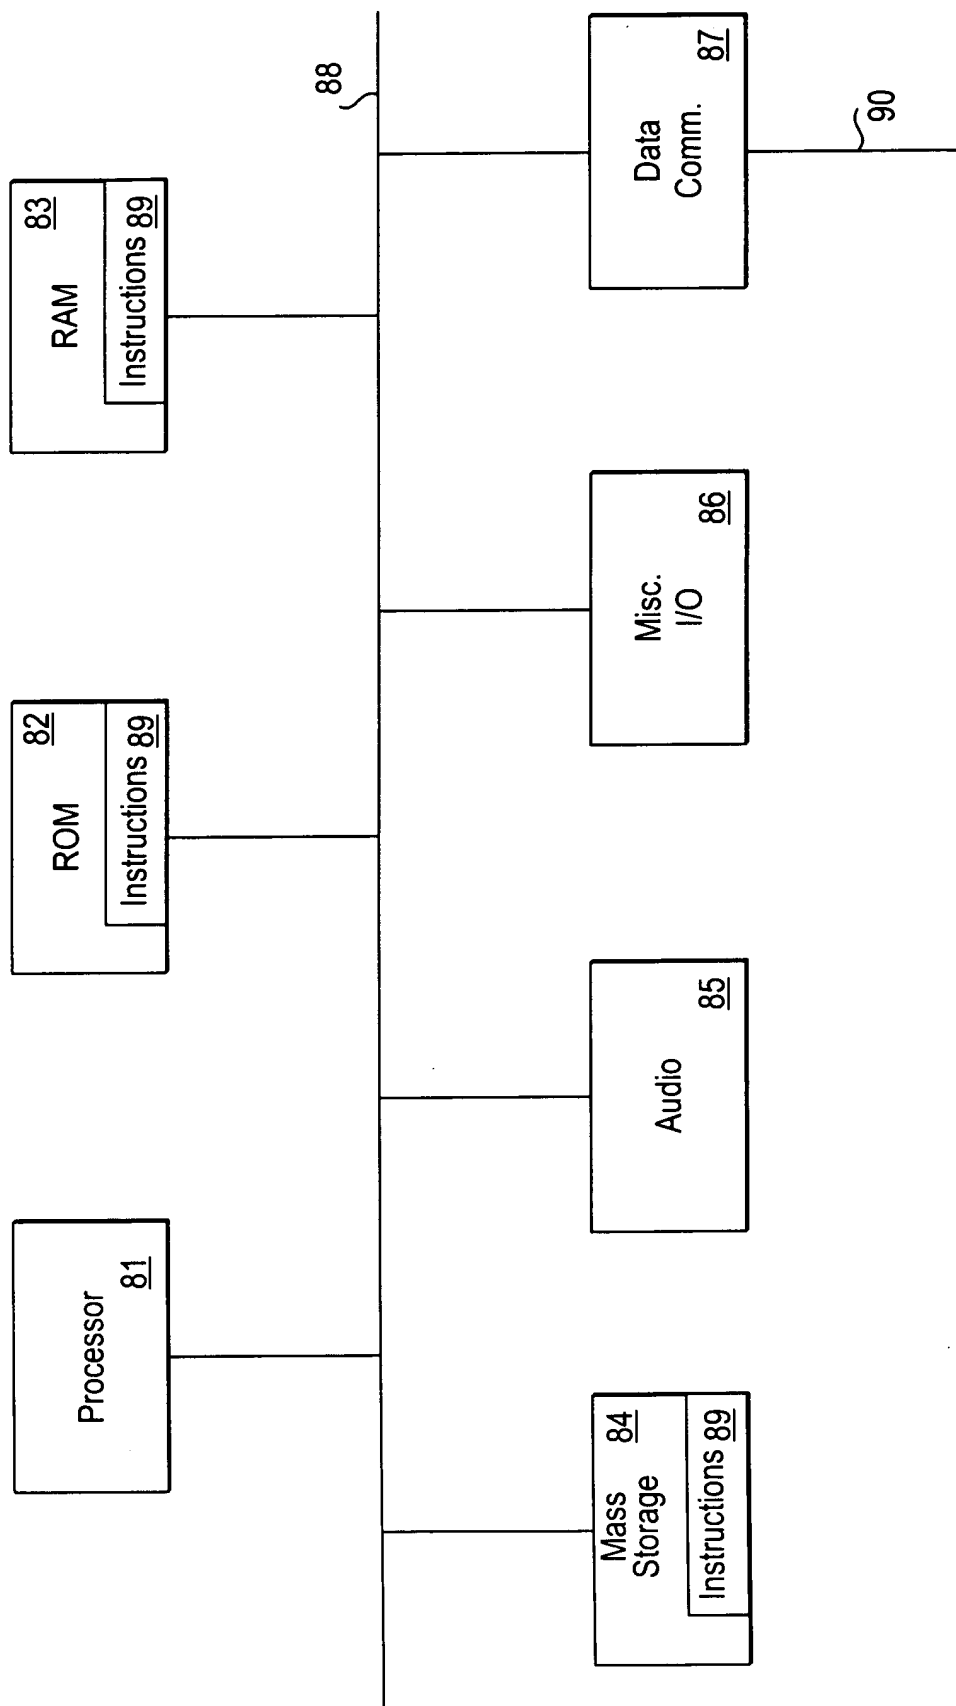 Processor
81
ROM
82
Instructions 89
RAM
83
Instructions 89
88
Mass
Storage
84
Instructions 89
Audio
85
Misc.
I/O
86
Data
Comm.
87
90